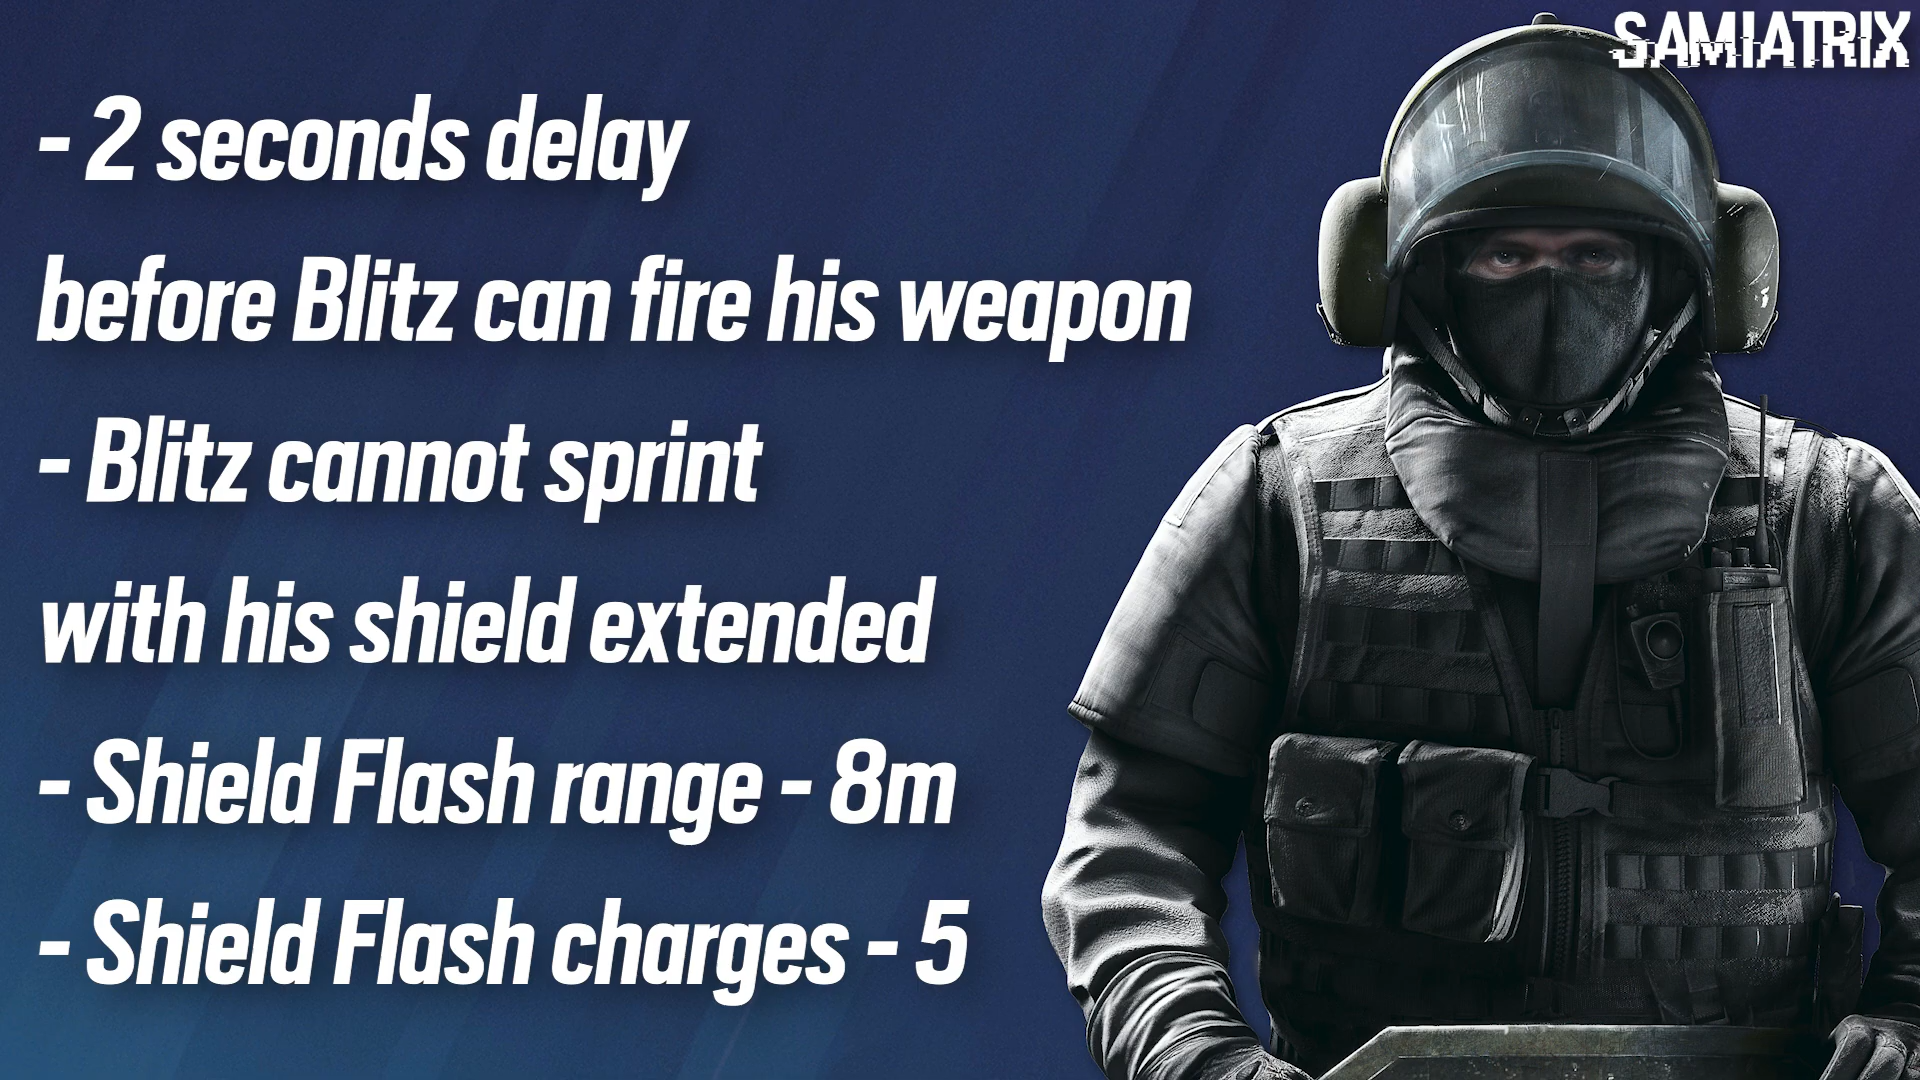 SAMIATRIX
- 2 seconds delay
before Blitz can fire his weapon
- Blitz cannot sprint
with his shield extended
- Shield Flash range - 8m
- Shield Flash charges - 5